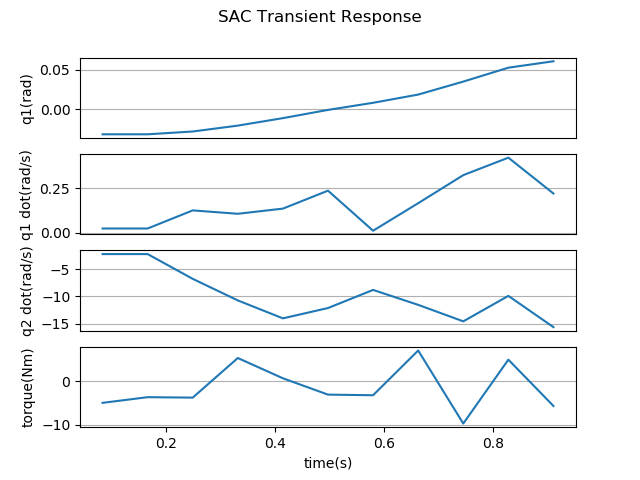 SAC Transient Response
0.05
0.00
q1(rad)
0.25
0.00
q1 dot(rad/s)
−5
−10
−15
q2 dot(rad/s)
0
−10
torque(Nm)
0.2 0.4 0.6 0.8
time(s)